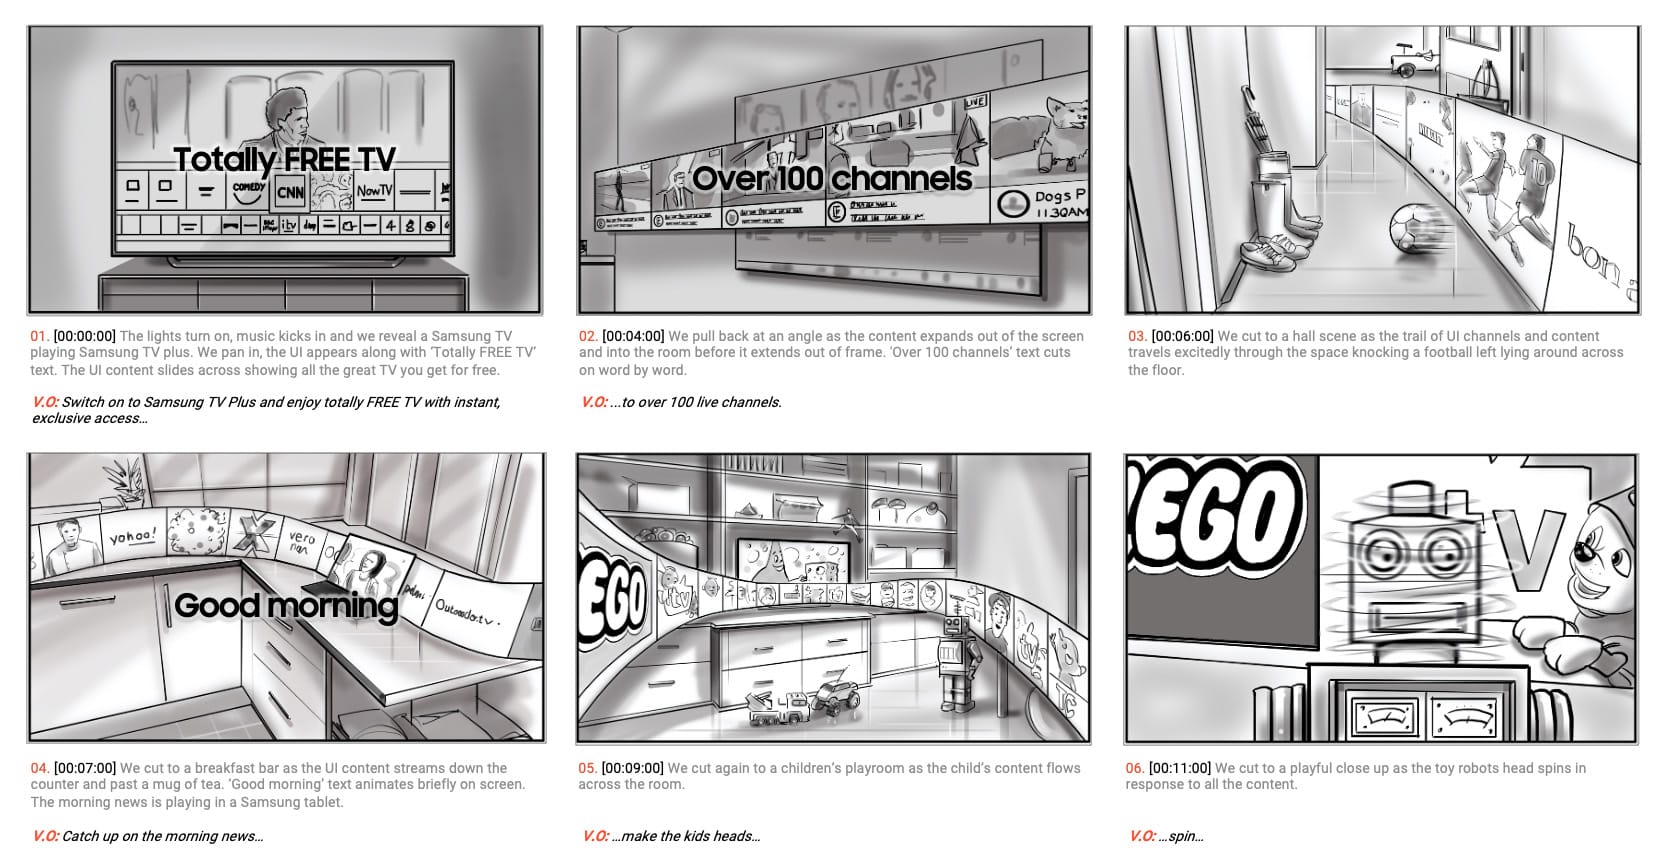 Totally FREE TV
COMEDY
CNN
NowTV
itv
4
01. [00:00:00] The lights turn on, music kicks in and we reveal a Samsung TV
playing Samsung TV plus. We pan in, the UI appears along with ‘Totally FREE TV’
text. The UI content slides across showing all the great TV you get for free.
V.O: Switch on to Samsung TV Plus and enjoy totally FREE TV with instant,
exclusive access...
LIVE
Over 100 channels
Dogs P
11:30AM
02. [00:04:00] We pull back at an angle as the content expands out of the screen
and into the room before it extends out of frame. ‘Over 100 channels’ text cuts
on word by word.
V.O: ...to over 100 live channels.
10
bon
03. [00:06:00] We cut to a hall scene as the trail of UI channels and content
travels excitedly through the space knocking a football left lying around across
the floor.
yahoo!
X
vero
Good morning
04. [00:07:00] We cut to a breakfast bar as the UI content streams down the
counter and past a mug of tea. ‘Good morning’ text animates briefly on screen.
The morning news is playing in a Samsung tablet.
V.O: Catch up on the morning news...
EGO
tv
tv
05. [00:09:00] We cut again to a children’s playroom as the child’s content flows
across the room.
V.O: ...make the kids heads...
EGO
V
06. [00:11:00] We cut to a playful close up as the toy robots head spins in
response to all the content.
V.O: ...spin...